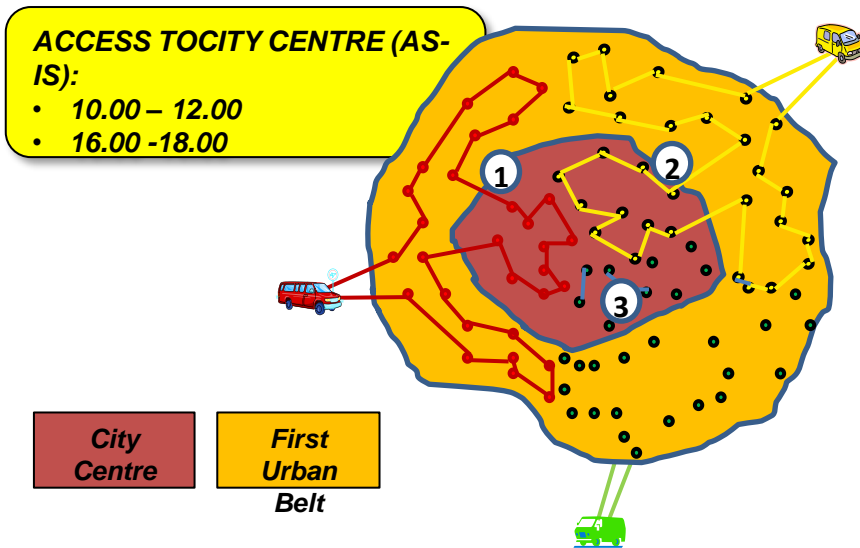 ACCESS TOCITY CENTRE (AS-
IS):
• 10.00 – 12.00
• 16.00 -18.00
1
2
3
City
Centre
First
Urban
Belt